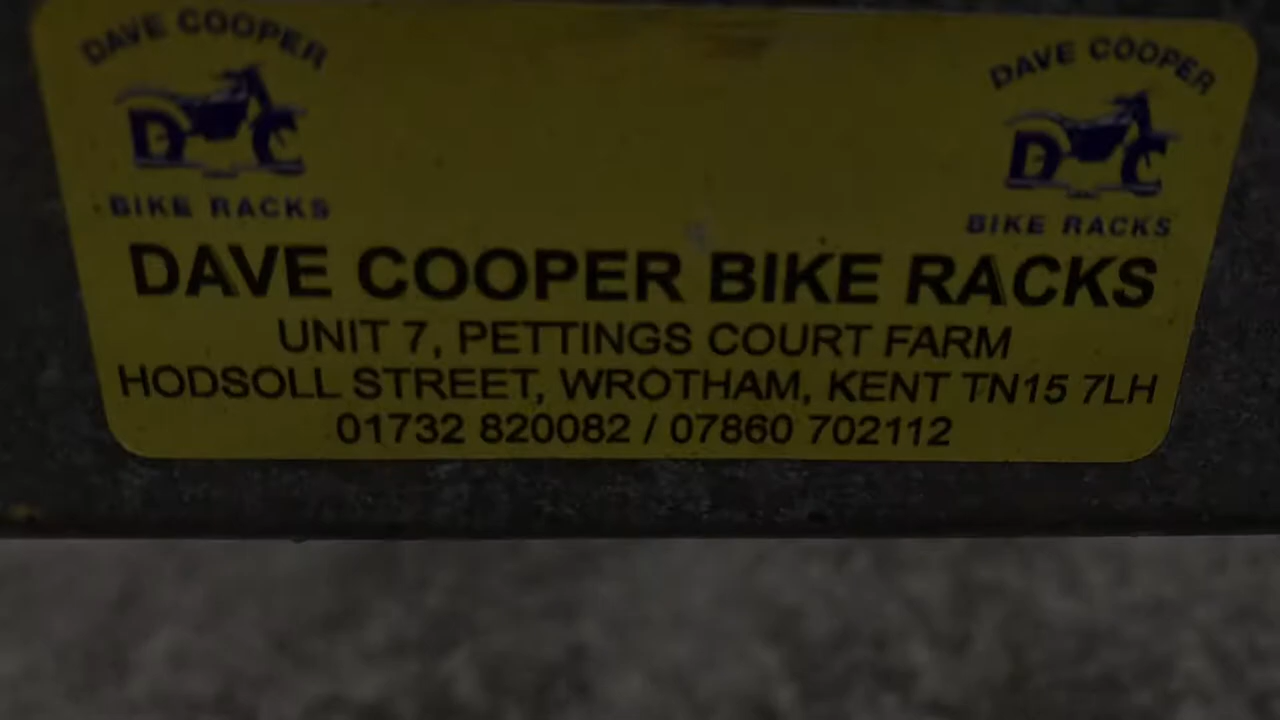 DAVE COOPER
DC
BIKE RACKS
DAVE COOPER
DC
BIKE RACKS
DAVE COOPER BIKE RACKS
UNIT 7, PETTINGS COURT FARM
HODSOLL STREET, WROTHAM, KENT TN15 7LH
01732 820082 / 07860 702112